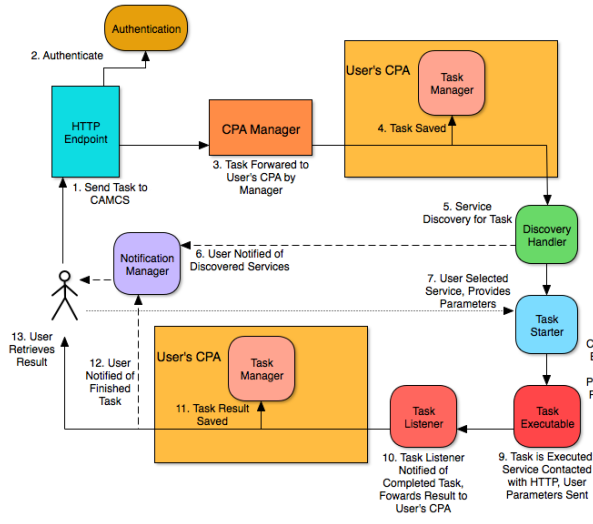 Authentication
2. Authenticate
HTTP
Endpoint
CPA Manager
User's CPA
Task
Manager
4. Task Saved
3. Task Forwared to
User's CPA by
Manager
1. Send Task to
CAMCS
5. Service
Discovery for Task
Discovery
Handler
6. User Notified of
Discovered Services
Notification
Manager
7. User Selected
Service, Provides
Parameters
Task
Starter
13. User
Retrieves
Result
12. User
Notified of
Finished
Task
User's CPA
Task
Manager
11. Task Result
Saved
Task
Listener
Task
Executable
10. Task Listener
Notified of
Completed Task,
Fowards Result to
User's CPA
9. Task is Executed
Service Contacted
with HTTP, User
Parameters Sent